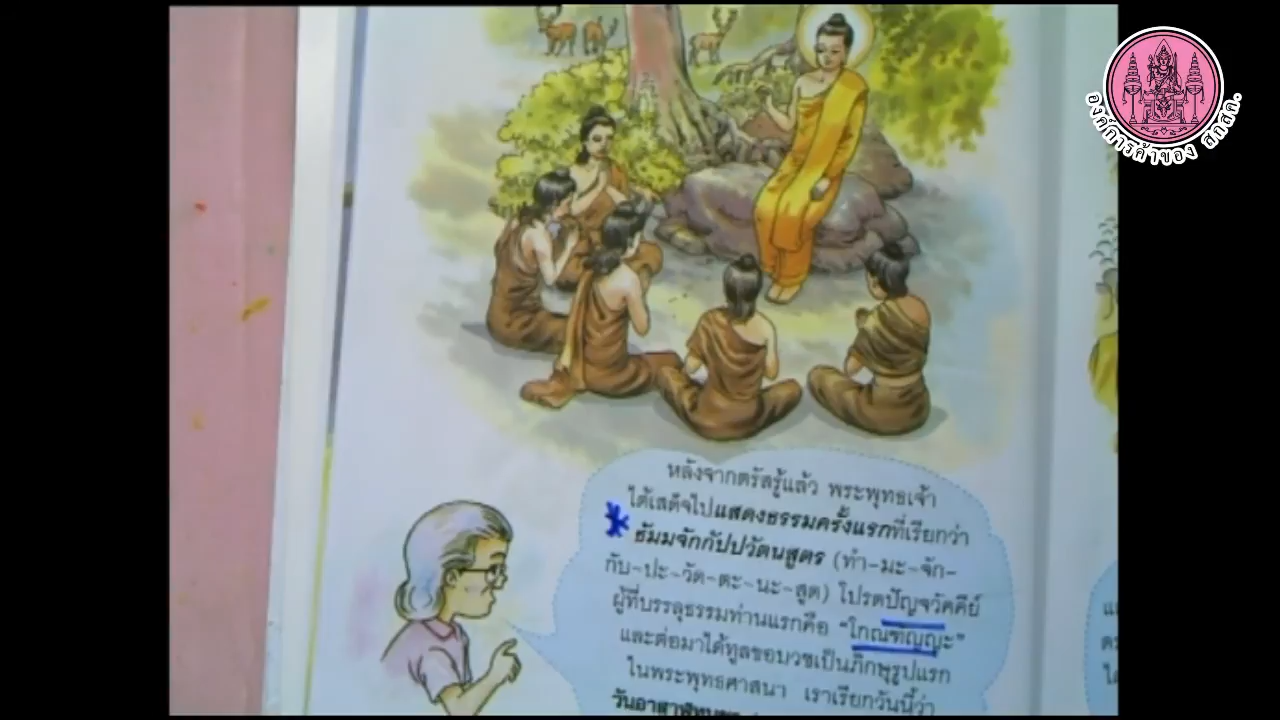 องค์การค้าของ สกสค.
หลังจากตรัสรู้แล้ว พระพุทธเจ้า
ได้เสด็จไปแสดงธรรมครั้งแรกที่เรียกว่า
ธัมมจักกัปปวัตนสูตร (ทำ-มะ-จัก-
กับ-ปะ-วัด-ตะ-นะ-สูด) โปรดปัญจวัคคีย์
ผู้ที่บรรลุธรรมท่านแรกคือ “โกณฑัญญะ”
และต่อมาได้ทูลขอบวชเป็นภิกษุรูปแรก
ในพระพุทธศาสนา เราเรียกวันนี้ว่า